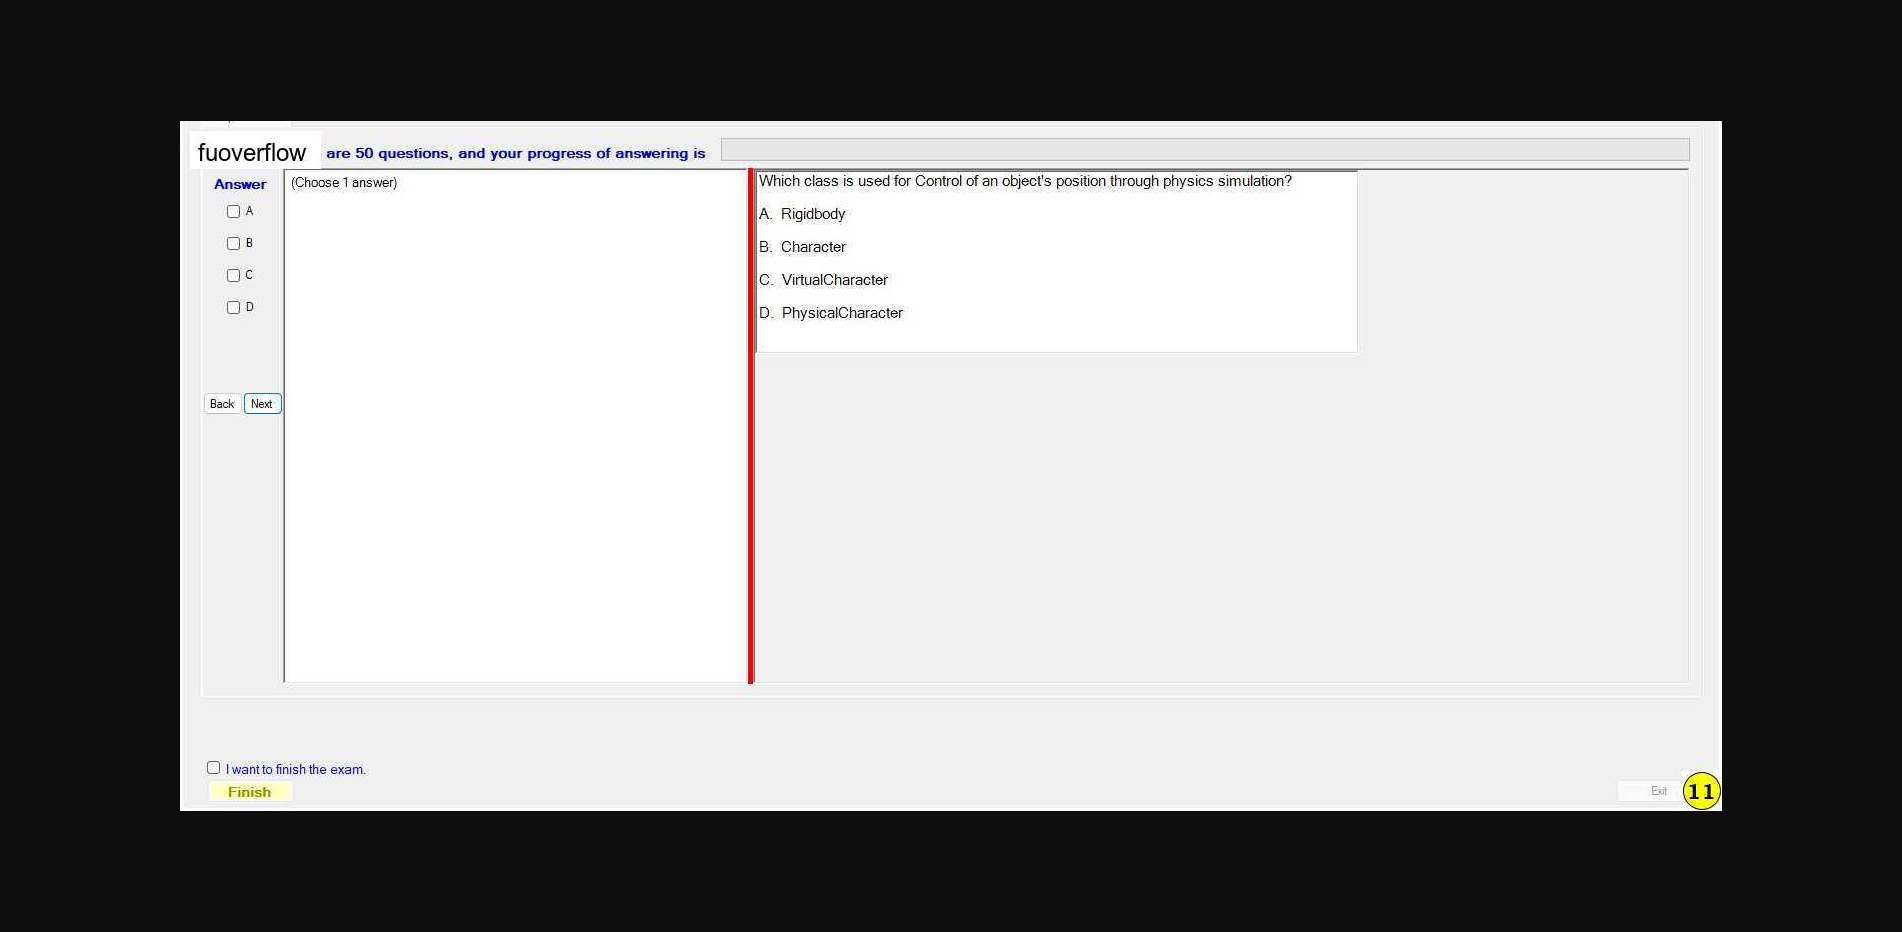 fuoverflow are 50 questions, and your progress of answering is
Answer
A
B
C
D
Back Next
(Choose 1 answer)
Which class is used for Control of an object's position through physics simulation?
A. Rigidbody
B. Character
C. VirtualCharacter
D. PhysicalCharacter
I want to finish the exam.
Finish
Exit
11